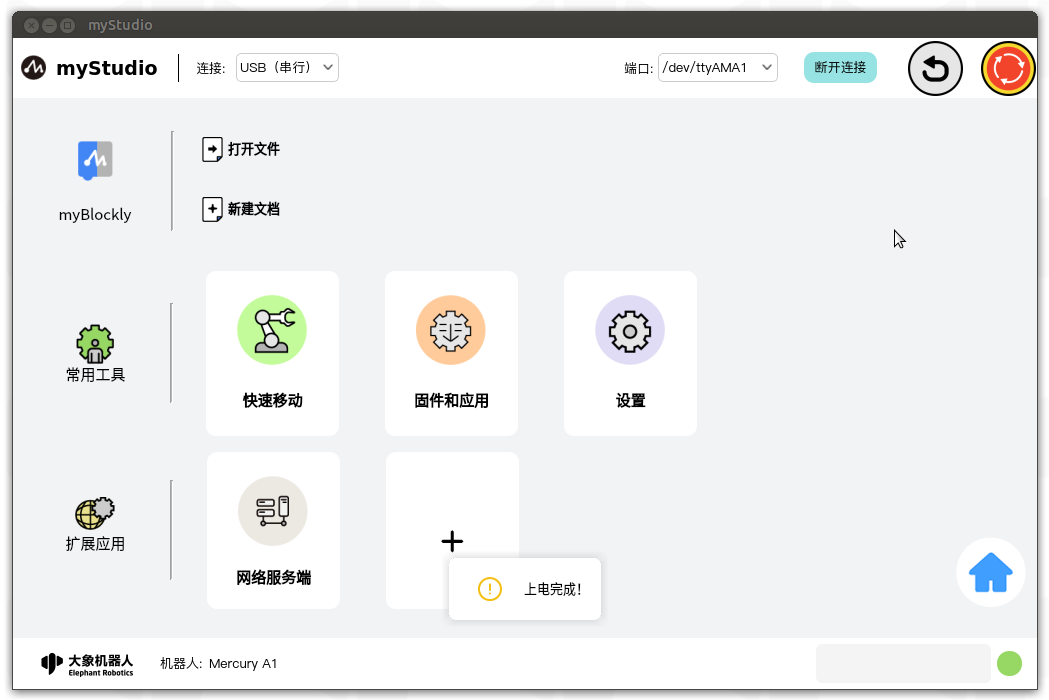 myStudio
myStudio
连接:
USB（串行）
端口:
/dev/ttyAMA1
断开连接
myBlockly
打开文件
新建文档
常用工具
快速移动
固件和应用
设置
扩展应用
网络服务端
上电完成！
大象机器人
Elephant Robotics
机器人: Mercury A1